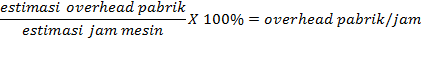 estimasi overhead pabrik
estimasi jam mesin
X 100% = overhead pabrik/jam